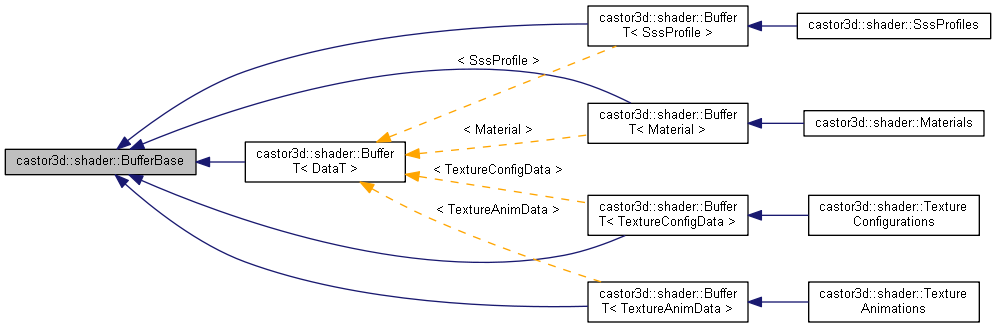 castor3d::shader::BufferBase
castor3d::shader::Buffer
T< DataT >
< SssProfile >
< Material >
< TextureConfigData >
< TextureAnimData >
castor3d::shader::Buffer
T< SssProfile >
castor3d::shader::Buffer
T< Material >
castor3d::shader::Buffer
T< TextureConfigData >
castor3d::shader::Buffer
T< TextureAnimData >
castor3d::shader::SssProfiles
castor3d::shader::Materials
castor3d::shader::Texture
Configurations
castor3d::shader::Texture
Animations